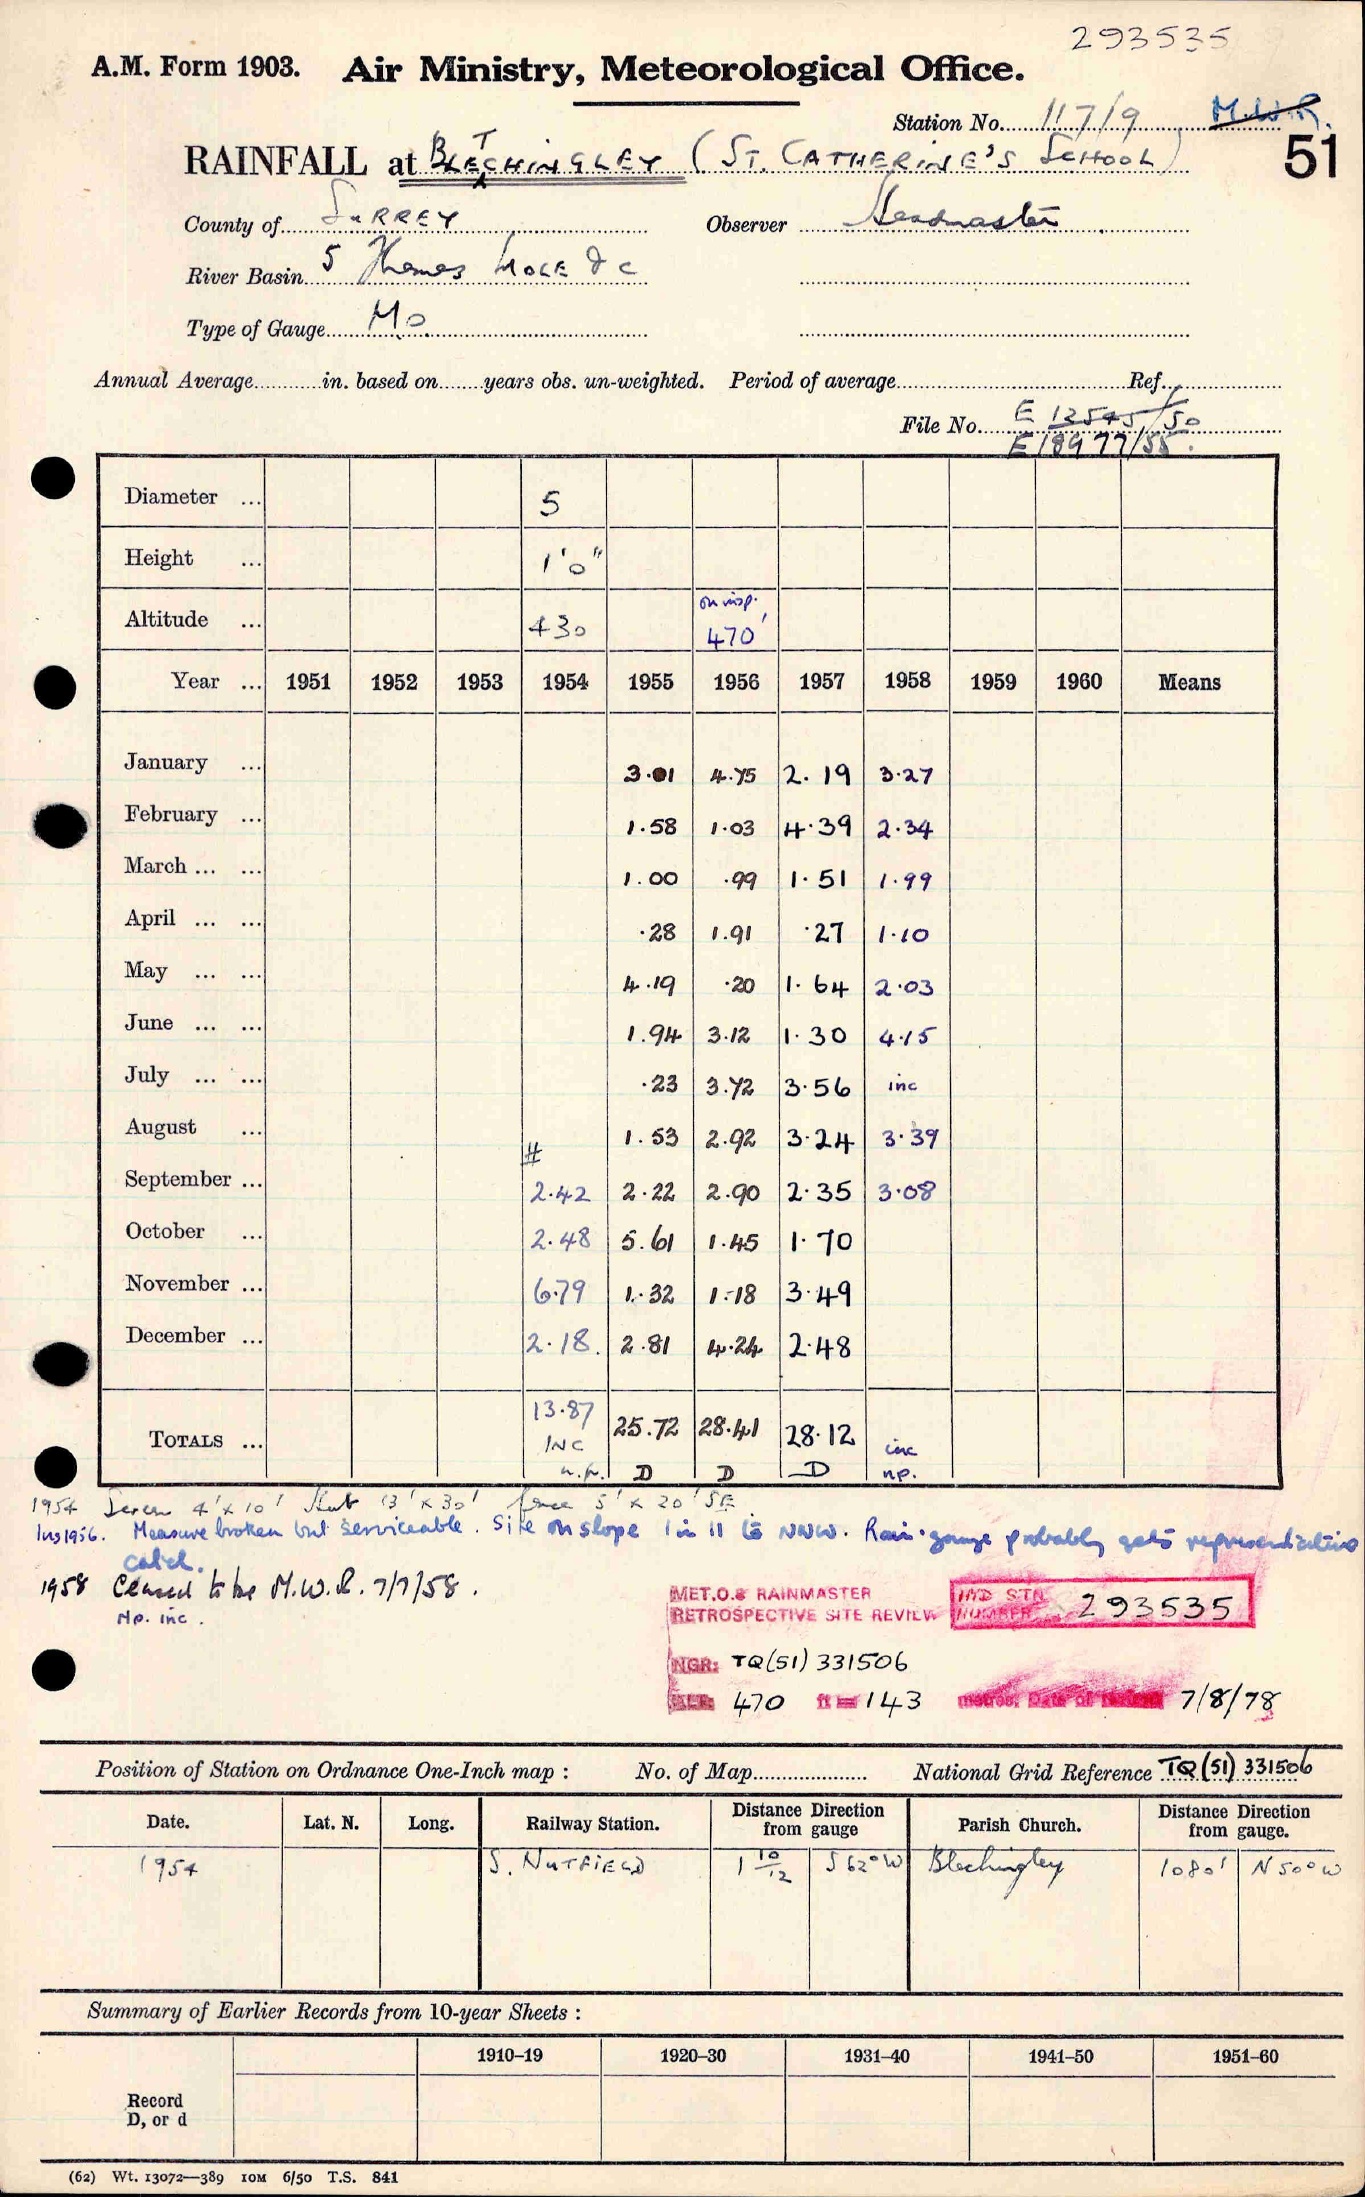 293535
A.M. Form 1903. Air Ministry, Meteorological Office.
Station No. 117/9 M.W.R.
51
RAINFALL at BLETCHINGLEY (ST. CATHERINE'S SCHOOL)
County of SURREY Observer Headmaster
River Basin 5 Thames MOLE &c
Type of Gauge Mo
Annual Average in. based on years obs. un-weighted. Period of average Ref.
File No. E 13545/50
E18977/55.
Diameter ... 5
Height ... 1'0"
Altitude ... 430 on insp. 470'
Year ... 1951 1952 1953 1954 1955 1956 1957 1958 1959 1960 Means
January ... 3.01 4.75 2.19 3.27
February ... 1.58 1.03 4.39 2.34
March ... ... 1.00 .99 1.51 1.99
April ... ... .28 1.91 .27 1.10
May ... ... 4.19 .20 1.64 2.03
June ... ... 1.94 3.12 1.30 4.15
July ... ... .23 3.72 3.56 inc
August ... # 1.53 2.92 3.24 3.39
September ... 2.42 2.22 2.90 2.35 3.08
October ... 2.48 5.61 1.45 1.70
November ... 6.79 1.32 1.18 3.49
December ... 2.18. 2.81 4.24 2.48
TOTALS ... 13.87 INC n.p. 25.72 D 28.41 D 28.12 D inc np.
1954 Screen 4'x10' Hut 13'x30' fence 5'x20' SE
Ins1956. Measure broken but serviceable. Site on slope 1 in 11 to NNW. Rain-gauge probably gets representative
catch.
1958 Ceased to be M.W.R. 7/7/58.
Np. inc.
MET.O.8 RAINMASTER
RETROSPECTIVE SITE REVIEW
HYD STN NUMBER 293535
NGR: TQ(51) 331506
ALT: 470 ft = 143 metres. Date of 7/8/78
Position of Station on Ordnance One-Inch map : No. of Map National Grid Reference TQ (51) 331506
Date. Lat. N. Long. Railway Station. Distance Direction from gauge Parish Church. Distance Direction from gauge.
1954 S. NUTFIELD 1 10/12 S 62° W Blechingley 1080' N 50° W
Summary of Earlier Records from 10-year Sheets :
1910–19 1920–30 1931–40 1941–50 1951–60
Record
D, or d
(62) Wt. 13072—389 10M 6/50 T.S. 841